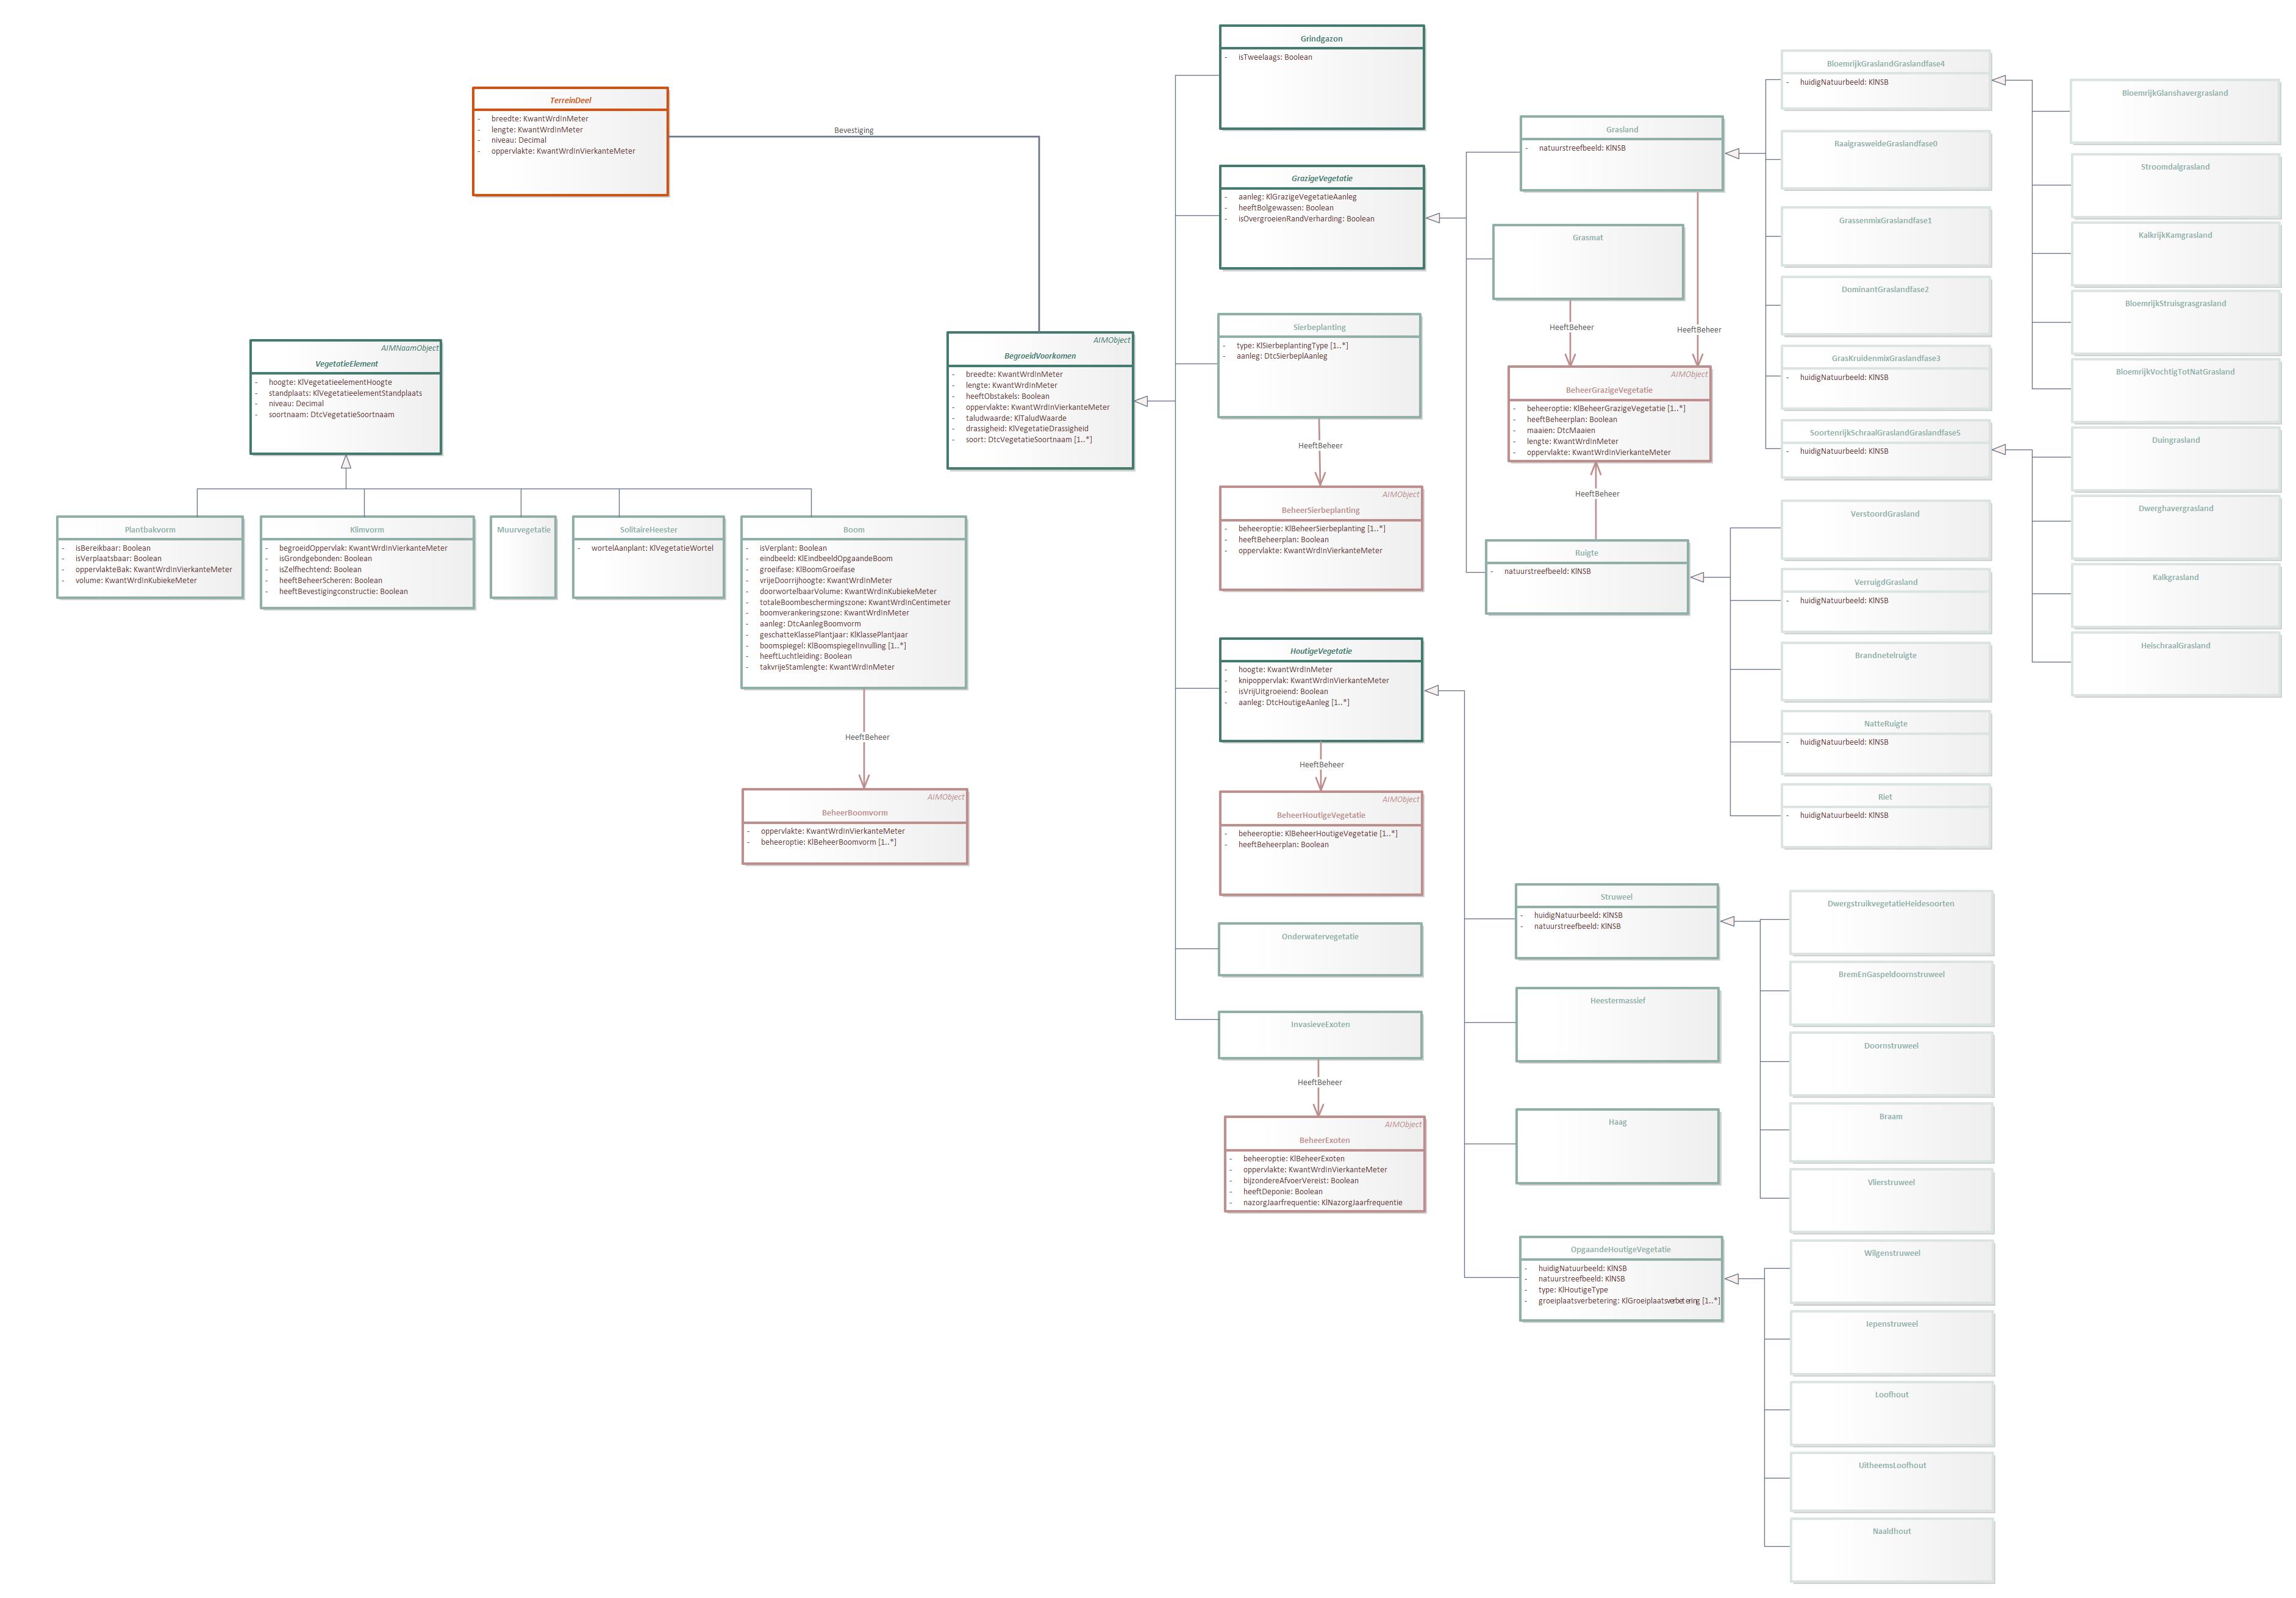 TerreinDeel
- breedte: KwantWrdInMeter
- lengte: KwantWrdInMeter
- niveau: Decimal
- oppervlakte: KwantWrdInVierkanteMeter
Bevestiging
AIMNaamObject
VegetatieElement
- hoogte: KlVegetatieelementHoogte
- standplaats: KlVegetatieelementStandplaats
- niveau: Decimal
- soortnaam: DtcVegetatieSoortnaam
Plantbakvorm
- isBereikbaar: Boolean
- isVerplaatsbaar: Boolean
- oppervlakteBak: KwantWrdInVierkanteMeter
- volume: KwantWrdInKubiekeMeter
Klimvorm
- begroeidOppervlak: KwantWrdInVierkanteMeter
- isGrondgebonden: Boolean
- isZelfhechtend: Boolean
- heeftBeheerScheren: Boolean
- heeftBevestigingconstructie: Boolean
Muurvegetatie
SolitaireHeester
- wortelAanplant: KlVegetatieWortel
Boom
- isVerplant: Boolean
- eindbeeld: KlEindbeeldOpgaandeBoom
- groeifase: KlBoomGroeifase
- vrijeDoorrijhoogte: KwantWrdInMeter
- doorwortelbaarVolume: KwantWrdInKubiekeMeter
- totaleBoombeschermingszone: KwantWrdInCentimeter
- boomverankeringszone: KwantWrdInMeter
- aanleg: DtcAanlegBoomvorm
- geschatteKlassePlantjaar: KlKlassePlantjaar
- boomspiegel: KlBoomspiegelInvulling [1..*]
- heeftLuchtleiding: Boolean
- takvrijeStamlengte: KwantWrdInMeter
HeeftBeheer
AIMObject
BeheerBoomvorm
- oppervlakte: KwantWrdInVierkanteMeter
- beheeroptie: KlBeheerBoomvorm [1..*]
AIMObject
BegroeidVoorkomen
- breedte: KwantWrdInMeter
- lengte: KwantWrdInMeter
- heeftObstakels: Boolean
- oppervlakte: KwantWrdInVierkanteMeter
- taludwaarde: KlTaludWaarde
- drassigheid: KlVegetatieDrassigheid
- soort: DtcVegetatieSoortnaam [1..*]
Grindgazon
- isTweelaags: Boolean
GrazigeVegetatie
- aanleg: KlGrazigeVegetatieAanleg
- heeftBolgewassen: Boolean
- isOvergroeienRandVerharding: Boolean
Sierbeplanting
- type: KlSierbeplantingType [1..*]
- aanleg: DtcSierbeplAanleg
HeeftBeheer
AIMObject
BeheerSierbeplanting
- beheeroptie: KlBeheerSierbeplanting [1..*]
- heeftBeheerplan: Boolean
- oppervlakte: KwantWrdInVierkanteMeter
HoutigeVegetatie
- hoogte: KwantWrdInMeter
- knipoppervlak: KwantWrdInVierkanteMeter
- isVrijUitgroeiend: Boolean
- aanleg: DtcHoutigeAanleg [1..*]
HeeftBeheer
AIMObject
BeheerHoutigeVegetatie
- beheeroptie: KlBeheerHoutigeVegetatie [1..*]
- heeftBeheerplan: Boolean
Onderwatervegetatie
InvasieveExoten
HeeftBeheer
AIMObject
BeheerExoten
- beheeroptie: KlBeheerExoten
- oppervlakte: KwantWrdInVierkanteMeter
- bijzondereAfvoerVereist: Boolean
- heeftDeponie: Boolean
- nazorgJaarfrequentie: KlNazorgJaarfrequentie
Grasland
- natuurstreefbeeld: KlNSB
Grasmat
HeeftBeheer
HeeftBeheer
AIMObject
BeheerGrazigeVegetatie
- beheeroptie: KlBeheerGrazigeVegetatie [1..*]
- heeftBeheerplan: Boolean
- maaien: DtcMaaien
- lengte: KwantWrdInMeter
- oppervlakte: KwantWrdInVierkanteMeter
HeeftBeheer
Ruigte
- natuurstreefbeeld: KlNSB
Struweel
- huidigNatuurbeeld: KlNSB
- natuurstreefbeeld: KlNSB
Heestermassief
Haag
OpgaandeHoutigeVegetatie
- huidigNatuurbeeld: KlNSB
- natuurstreefbeeld: KlNSB
- type: KlHoutigeType
- groeiplaatsverbetering: KlGroeiplaatsverbetering [1..*]
BloemrijkGraslandGraslandfase4
- huidigNatuurbeeld: KlNSB
RaaigrasweideGraslandfase0
GrassenmixGraslandfase1
DominantGraslandfase2
GrasKruidenmixGraslandfase3
- huidigNatuurbeeld: KlNSB
SoortenrijkSchraalGraslandGraslandfase5
- huidigNatuurbeeld: KlNSB
VerstoordGrasland
VerruigdGrasland
- huidigNatuurbeeld: KlNSB
Brandnetelruigte
NatteRuigte
- huidigNatuurbeeld: KlNSB
Riet
- huidigNatuurbeeld: KlNSB
DwergstruikvegetatieHeidesoorten
BremEnGaspeldoornstruweel
Doornstruweel
Braam
Vlierstruweel
Wilgenstruweel
Iepenstruweel
Loofhout
UitheemsLoofhout
Naaldhout
BloemrijkGlanshavergrasland
Stroomdalgrasland
KalkrijkKamgrasland
BloemrijkStruisgrasgrasland
BloemrijkVochtigTotNatGrasland
Duingrasland
Dwerghavergrasland
Kalkgrasland
HeischraalGrasland